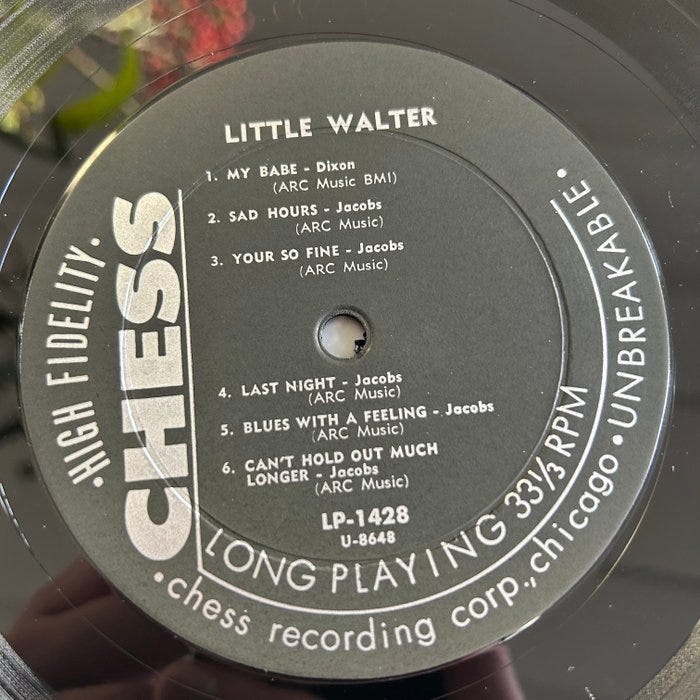 LITTLE WALTER
1. MY BABE - Dixon
(ARC Music BMI)
2. SAD HOURS - Jacobs
(ARC Music)
3. YOUR SO FINE - Jacobs
(ARC Music)
4. LAST NIGHT - Jacobs
(ARC Music)
5. BLUES WITH A FEELING - Jacobs
(ARC Music)
6. CAN'T HOLD OUT MUCH
LONGER - Jacobs
(ARC Music)
LP-1428
U-8648
CHESS
LONG PLAYING 33⅓ RPM
•HIGH FIDELITY•
•chess recording corp., chicago•UNBREAKABLE•